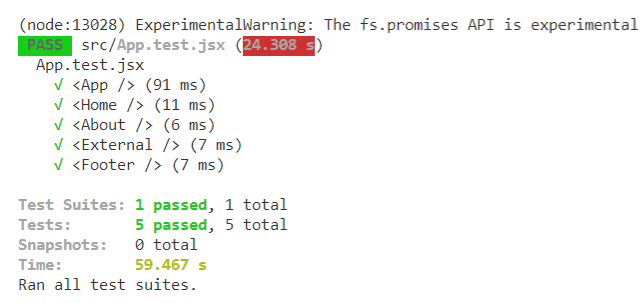 (node:13028) ExperimentalWarning: The fs.promises API is experimental
PASS src/App.test.jsx (24.308 s)
App.test.jsx
√ <App /> (91 ms)
√ <Home /> (11 ms)
√ <About /> (6 ms)
√ <External /> (7 ms)
√ <Footer /> (7 ms)
Test Suites: 1 passed, 1 total
Tests: 5 passed, 5 total
Snapshots: 0 total
Time: 59.467 s
Ran all test suites.